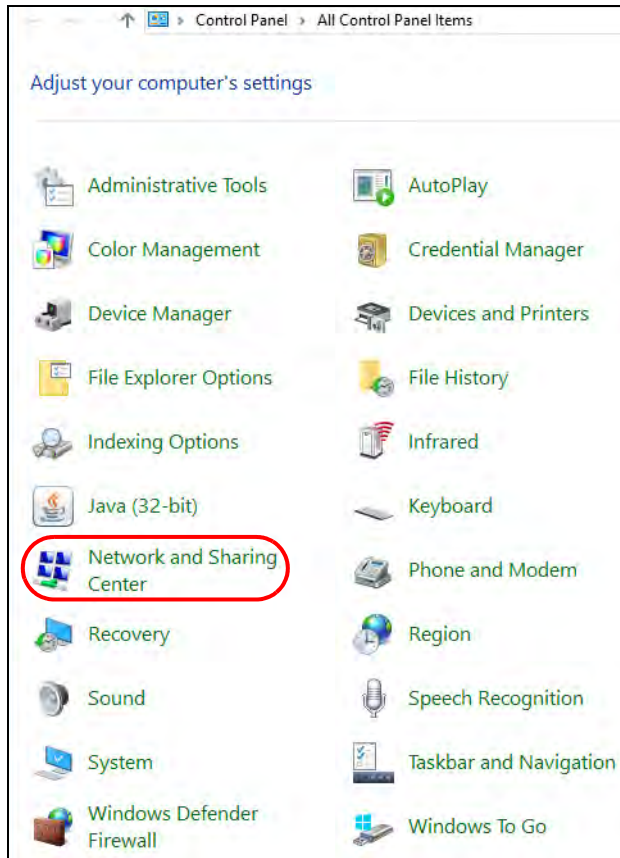 Control Panel > All Control Panel Items
Adjust your computer's settings
Administrative Tools
AutoPlay
Color Management
Credential Manager
Device Manager
Devices and Printers
File Explorer Options
File History
Indexing Options
Infrared
Java (32-bit)
Keyboard
Network and Sharing
Center
Phone and Modem
Recovery
Region
Sound
Speech Recognition
System
Taskbar and Navigation
Windows Defender
Firewall
Windows To Go